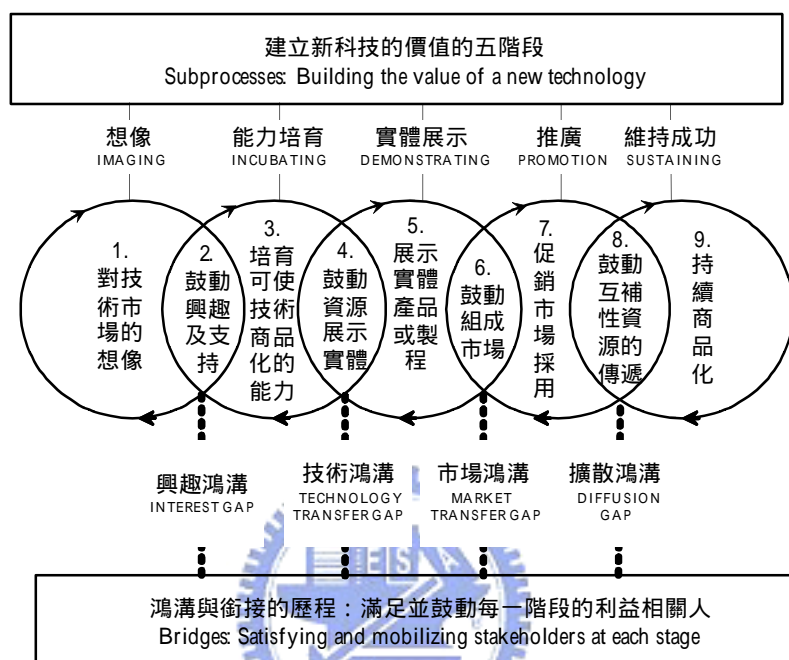 建立新科技的價值的五階段
Subprocesses: Building the value of a new technology
想像
IMAGING
能力培育
INCUBATING
實體展示
DEMONSTRATING
推廣
PROMOTION
維持成功
SUSTAINING
1.
對技
術市
場的
想像
2.
鼓動
興趣
及支
持
3.
培育
可使
技術
商品
化的
能力
4.
鼓動
資源
展示
實體
5.
展示
實體
產品
或製
程
6.
鼓動
組成
市場
7.
促
銷
市
場
採
用
8.
鼓動
互補
性資
源的
傳遞
9.
持
續
商
品
化
興趣鴻溝
INTEREST GAP
技術鴻溝
TECHNOLOGY
TRANSFER GAP
市場鴻溝
MARKET
TRANSFER GAP
擴散鴻溝
DIFFUSION
GAP
ESA
鴻溝與銜接的歷程：滿足並鼓動每一階段的利益相關人
Bridges: Satisfying and mobilizing stakeholders at each stage